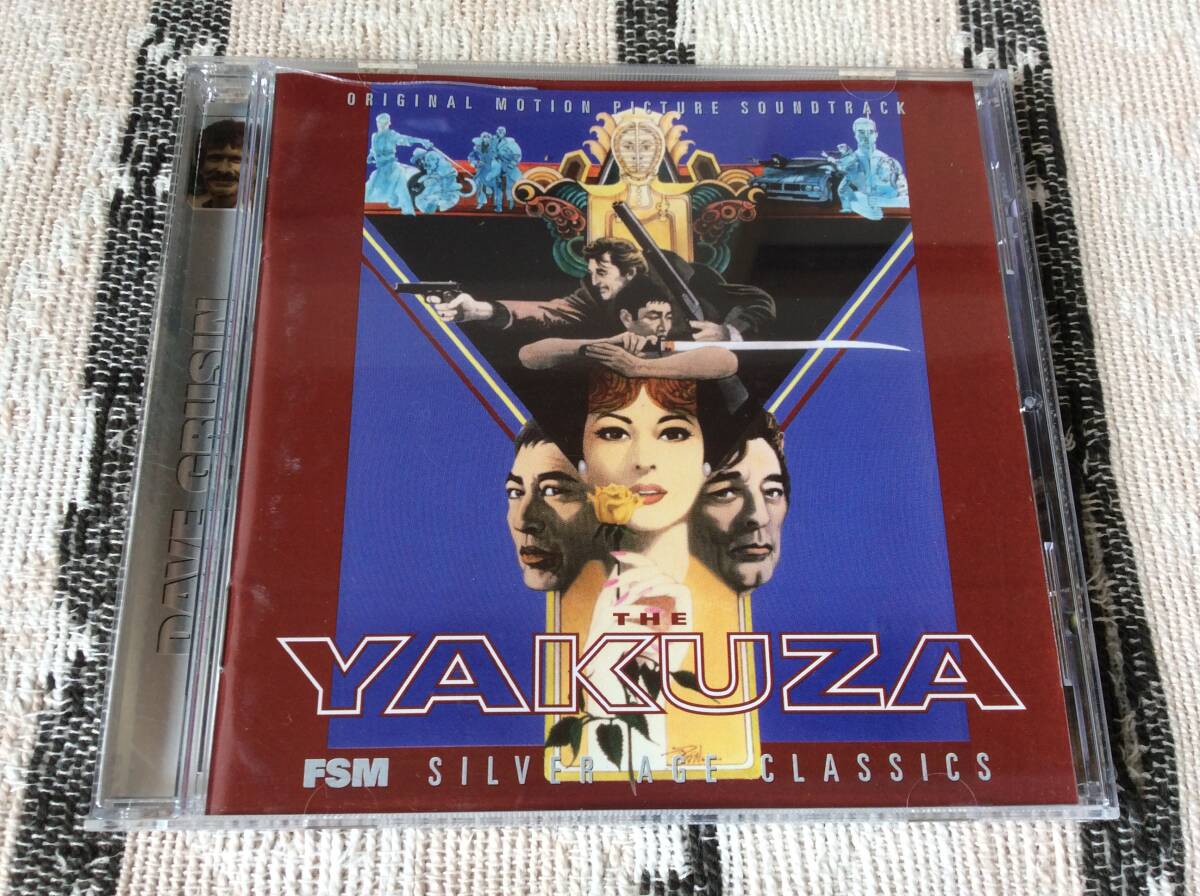 ORIGINAL MOTION PICTURE SOUNDTRACK
DAVE GRUSIN
THE
YAKUZA
FSM SILVER AGE CLASSICS